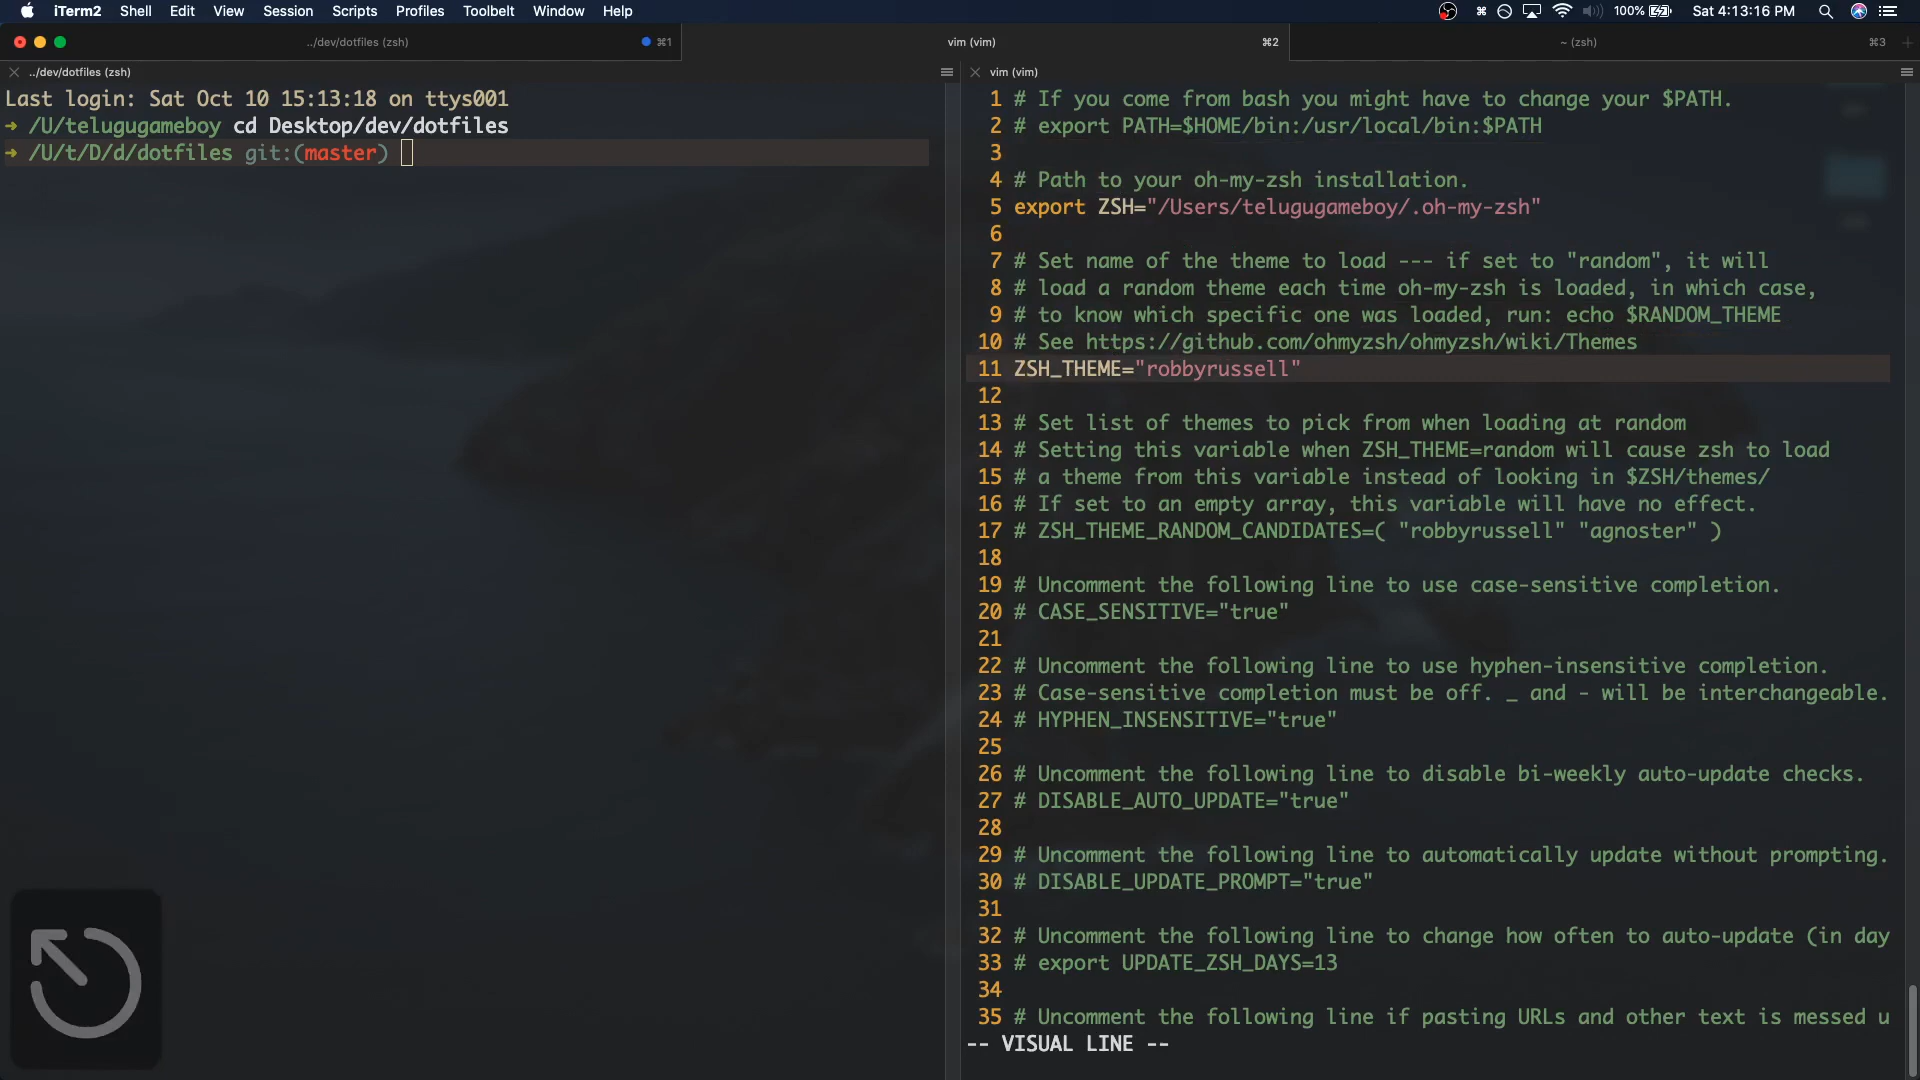 iTerm2 Shell Edit View Session Scripts Profiles Toolbelt Window Help 100% Sat 4:13:16 PM
../dev/dotfiles (zsh) ⌘1 vim (vim) ⌘2 ~ (zsh) ⌘3
../dev/dotfiles (zsh)
Last login: Sat Oct 10 15:13:18 on ttys001
→ /U/telugugameboy cd Desktop/dev/dotfiles
→ /U/t/D/d/dotfiles git:(master)
vim (vim)
1 # If you come from bash you might have to change your $PATH.
2 # export PATH=$HOME/bin:/usr/local/bin:$PATH
3
4 # Path to your oh-my-zsh installation.
5 export ZSH="/Users/telugugameboy/.oh-my-zsh"
6
7 # Set name of the theme to load --- if set to "random", it will
8 # load a random theme each time oh-my-zsh is loaded, in which case,
9 # to know which specific one was loaded, run: echo $RANDOM_THEME
10 # See https://github.com/ohmyzsh/ohmyzsh/wiki/Themes
11 ZSH_THEME="robbyrussell"
12
13 # Set list of themes to pick from when loading at random
14 # Setting this variable when ZSH_THEME=random will cause zsh to load
15 # a theme from this variable instead of looking in $ZSH/themes/
16 # If set to an empty array, this variable will have no effect.
17 # ZSH_THEME_RANDOM_CANDIDATES=( "robbyrussell" "agnoster" )
18
19 # Uncomment the following line to use case-sensitive completion.
20 # CASE_SENSITIVE="true"
21
22 # Uncomment the following line to use hyphen-insensitive completion.
23 # Case-sensitive completion must be off. _ and - will be interchangeable.
24 # HYPHEN_INSENSITIVE="true"
25
26 # Uncomment the following line to disable bi-weekly auto-update checks.
27 # DISABLE_AUTO_UPDATE="true"
28
29 # Uncomment the following line to automatically update without prompting.
30 # DISABLE_UPDATE_PROMPT="true"
31
32 # Uncomment the following line to change how often to auto-update (in day
33 # export UPDATE_ZSH_DAYS=13
34
35 # Uncomment the following line if pasting URLs and other text is messed u
-- VISUAL LINE --